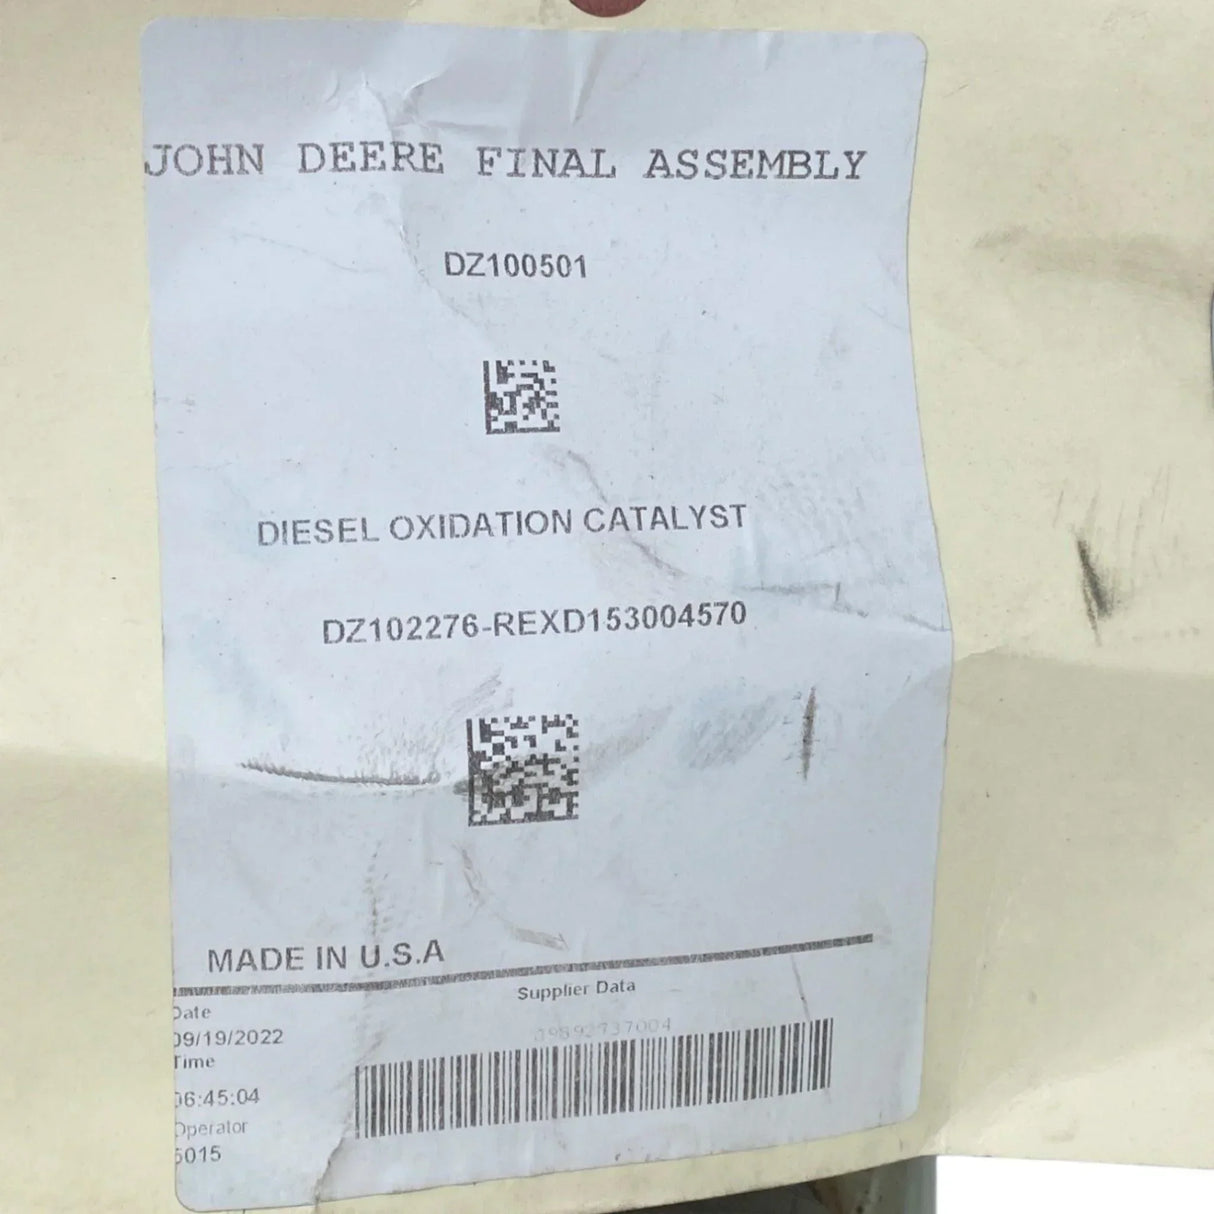 JOHN DEERE FINAL ASSEMBLY
DZ100501
DIESEL OXIDATION CATALYST
DZ102276-REXD153004570
MADE IN U.S.A
Supplier Data
Date
09/19/2022
Time
06:45:04
Operator